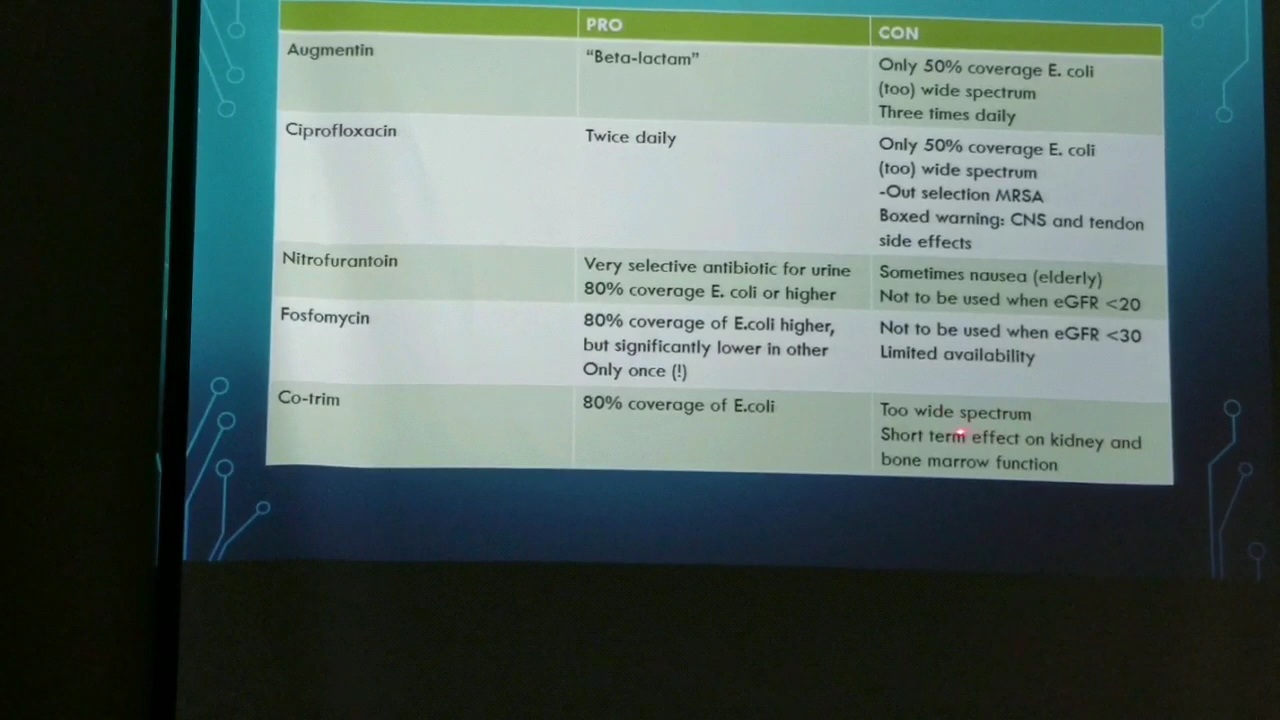 PRO
CON
Augmentin
“Beta-lactam”
Only 50% coverage E. coli
(too) wide spectrum
Three times daily
Ciprofloxacin
Twice daily
Only 50% coverage E. coli
(too) wide spectrum
-Out selection MRSA
Boxed warning: CNS and tendon
side effects
Nitrofurantoin
Very selective antibiotic for urine
80% coverage E. coli or higher
Sometimes nausea (elderly)
Not to be used when eGFR <20
Fosfomycin
80% coverage of E.coli higher,
but significantly lower in other
Only once (!)
Not to be used when eGFR <30
Limited availability
Co-trim
80% coverage of E.coli
Too wide spectrum
Short term effect on kidney and
bone marrow function